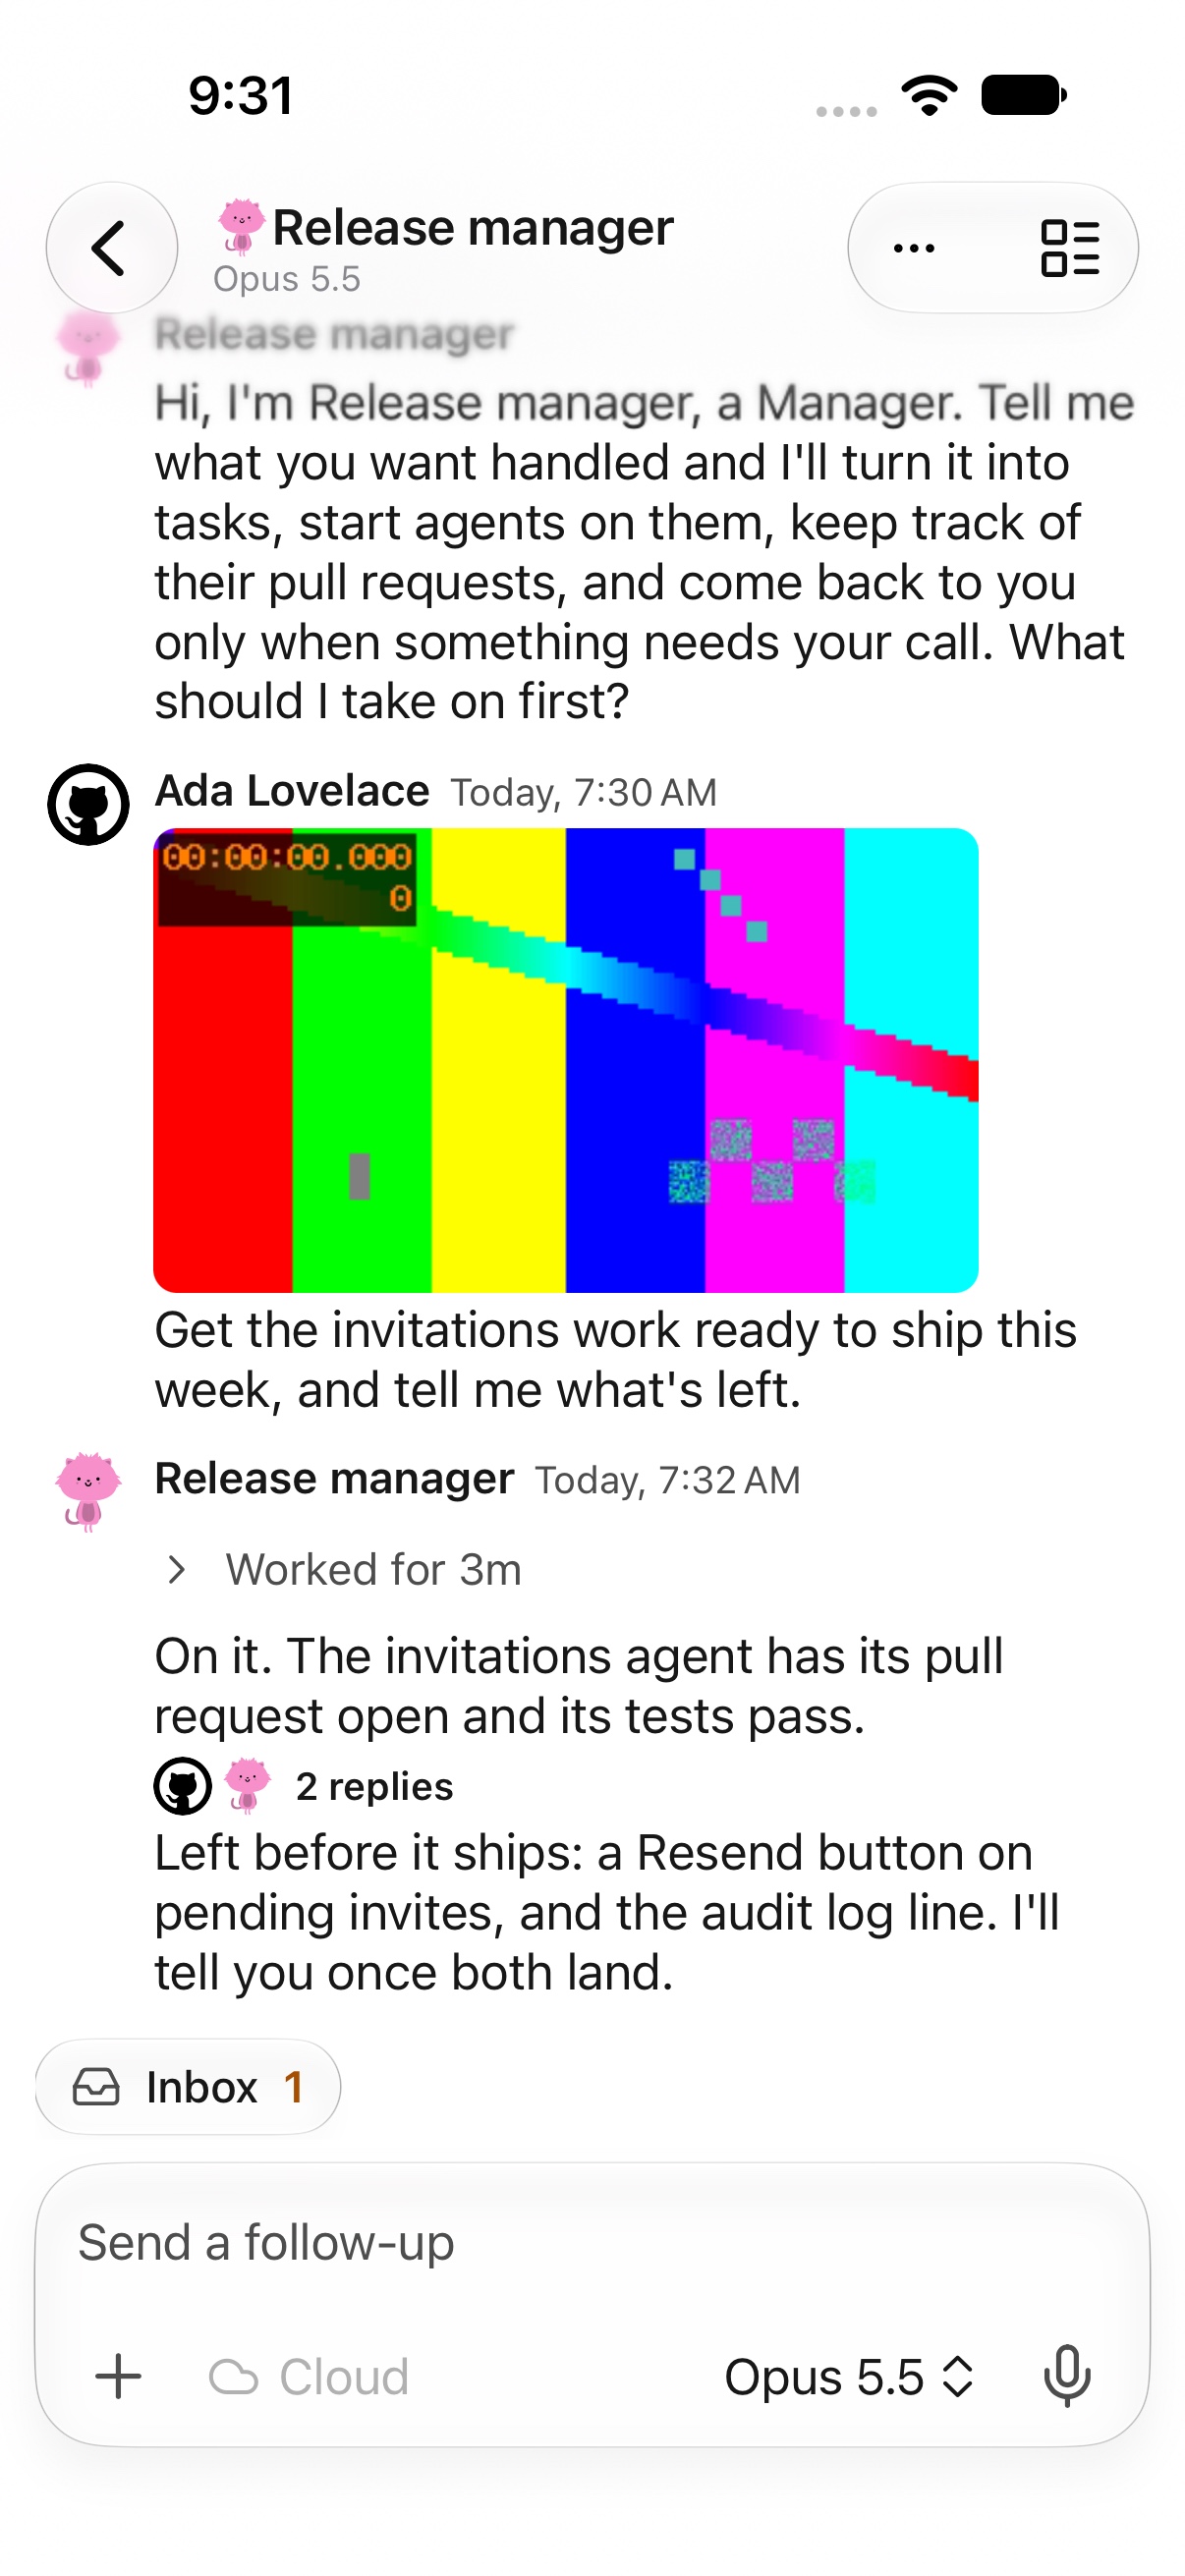 9:31
Release manager
Opus 5.5
Release manager
Hi, I'm Release manager, a Manager. Tell me
what you want handled and I'll turn it into
tasks, start agents on them, keep track of
their pull requests, and come back to you
only when something needs your call. What
should I take on first?
Ada Lovelace Today, 7:30 AM
00:00:00.000
0
Get the invitations work ready to ship this
week, and tell me what's left.
Release manager Today, 7:32 AM
Worked for 3m
On it. The invitations agent has its pull
request open and its tests pass.
2 replies
Left before it ships: a Resend button on
pending invites, and the audit log line. I'll
tell you once both land.
Inbox 1
Send a follow-up
Cloud Opus 5.5